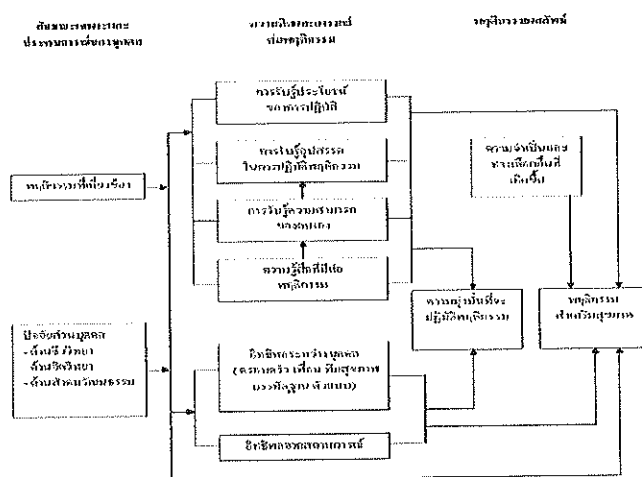 ลักษณะเฉพาะและ
ประสบการณ์ของบุคคล
ความคิดและอารมณ์
ต่อพฤติกรรม
พฤติกรรมผลลัพธ์
การรับรู้ประโยชน์
ของการปฏิบัติ
การรับรู้อุปสรรค
ในการปฏิบัติพฤติกรรม
ความจำเป็นและ
ทางเลือกอื่นที่
เกิดขึ้น
พฤติกรรมที่เกี่ยวข้อง
การรับรู้ความสามารถ
ของตนเอง
ความรู้สึกที่มีต่อ
พฤติกรรม
ความมุ่งมั่นที่จะ
ปฏิบัติพฤติกรรม
พฤติกรรม
ส่งเสริมสุขภาพ
ปัจจัยส่วนบุคคล
-ด้านชีววิทยา
ด้านจิตวิทยา
-ด้านสังคมวัฒนธรรม
อิทธิพลระหว่างบุคคล
(ครอบครัว เพื่อน ทีมสุขภาพ
บรรทัดฐาน ตัวแบบ)
อิทธิพลจากสถานการณ์